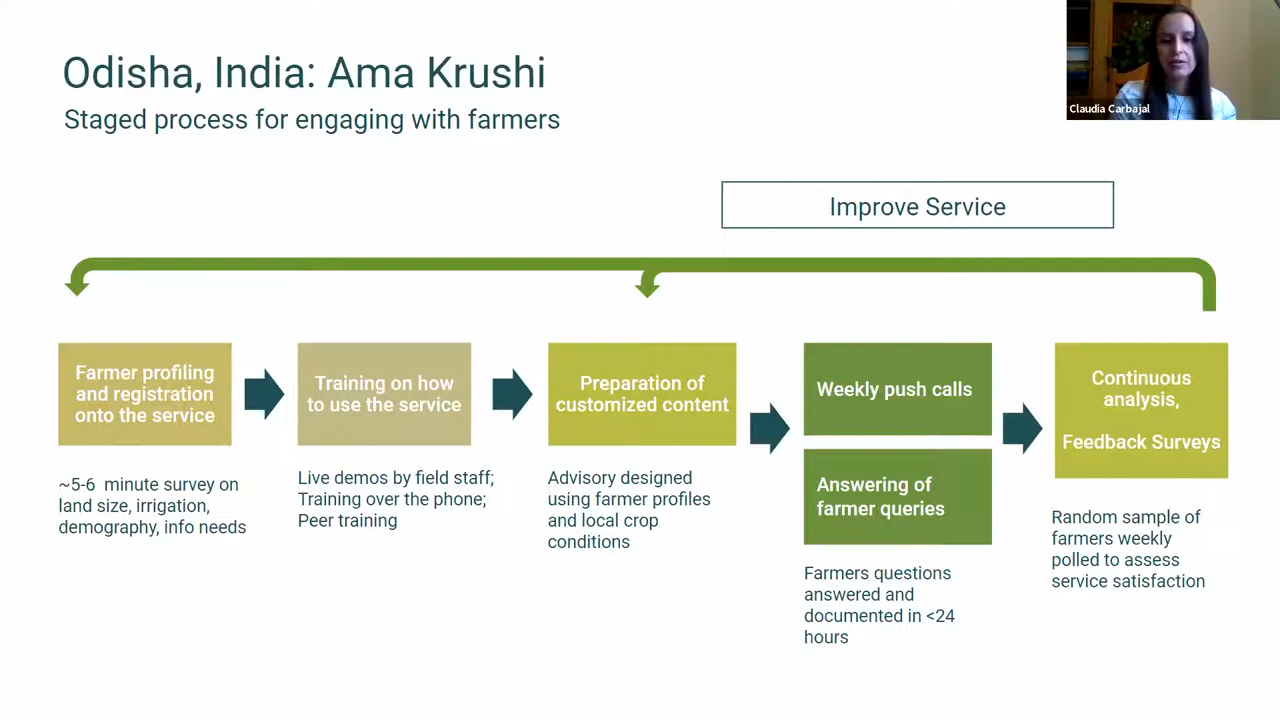 Odisha, India: Ama Krushi
Staged process for engaging with farmers
Claudia Carbajal
Improve Service
Farmer profiling
and registration
onto the service
~5-6 minute survey on
land size, irrigation,
demography, info needs
Training on how
to use the service
Live demos by field staff;
Training over the phone;
Peer training
Preparation of
customized content
Advisory designed
using farmer profiles
and local crop
conditions
Weekly push calls
Answering of
farmer queries
Farmers questions
answered and
documented in <24
hours
Continuous
analysis,
Feedback Surveys
Random sample of
farmers weekly
polled to assess
service satisfaction